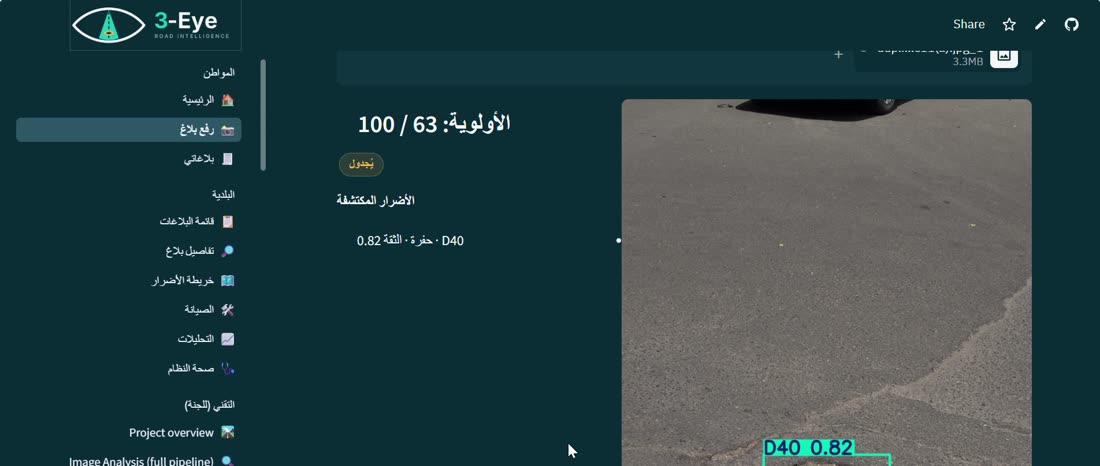 3-Eye
ROAD INTELLIGENCE
Share
المواطن
الرئيسية
رفع بلاغ
بلاغاتي
البلدية
قائمة البلاغات
تفاصيل بلاغ
خريطة الأضرار
الصيانة
التحليلات
صحة النظام
التقني (للجنة)
Project overview
Image Analysis (full pipeline)
3.3MB
الأولوية: 63 / 100
يُجدول
الأضرار المكتشفة
D40 · حفرة · الثقة 0.82
D40 0.82